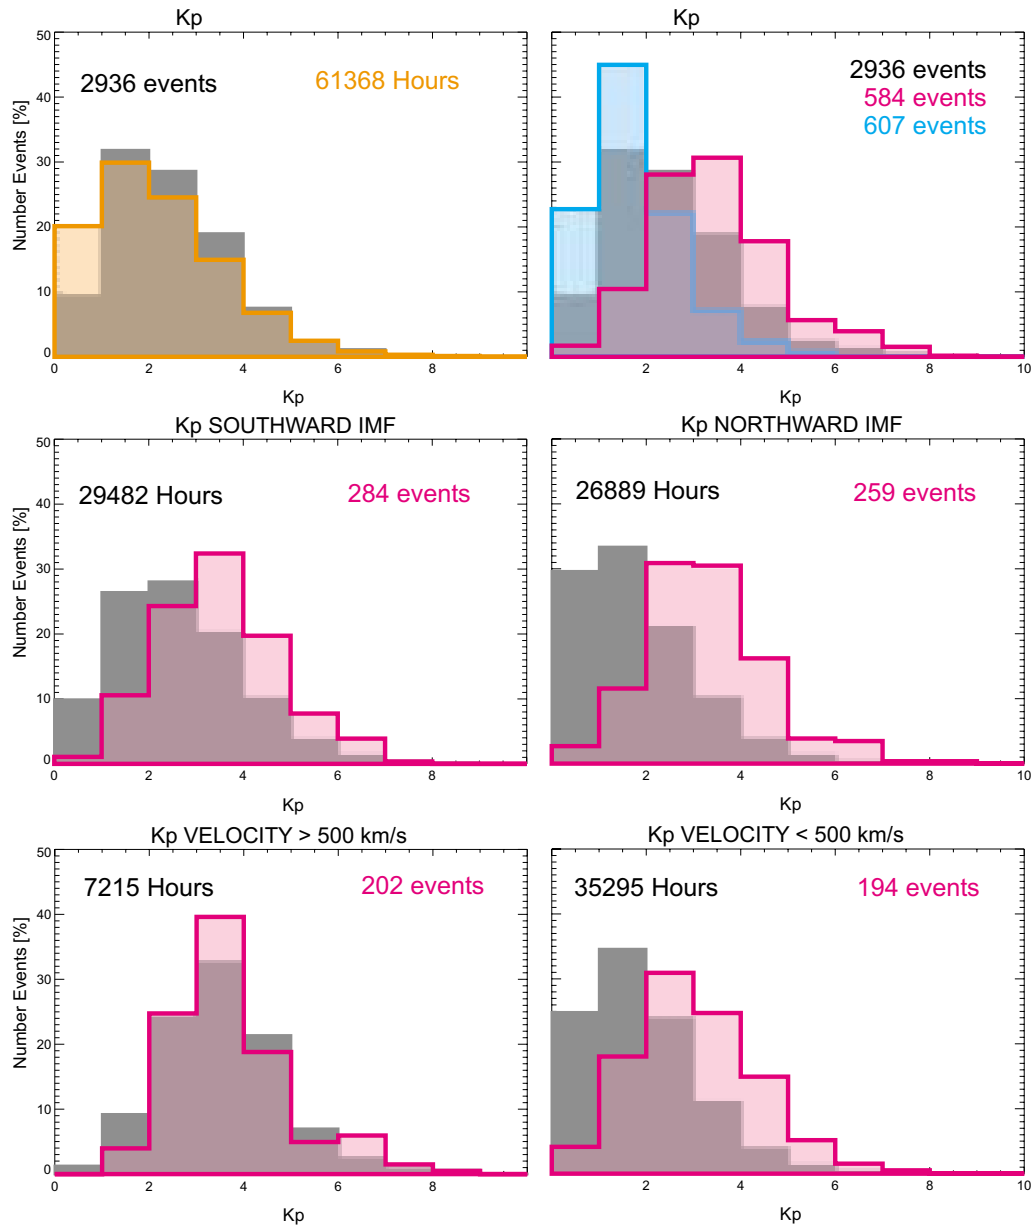 Kp
Kp
50
40
30
20
10
0
Number Events [%]
2936 events
61368 Hours
2936 events
584 events
607 events
0
2
4
6
8
2
4
6
8
10
Kp
Kp
Kp SOUTHWARD IMF
Kp NORTHWARD IMF
50
40
30
20
10
0
Number Events [%]
29482 Hours
284 events
26889 Hours
259 events
0
2
4
6
8
2
4
6
8
10
Kp
Kp
Kp VELOCITY > 500 km/s
Kp VELOCITY < 500 km/s
50
40
30
20
10
0
Number Events [%]
7215 Hours
202 events
35295 Hours
194 events
0
2
4
6
8
2
4
6
8
10
Kp
Kp